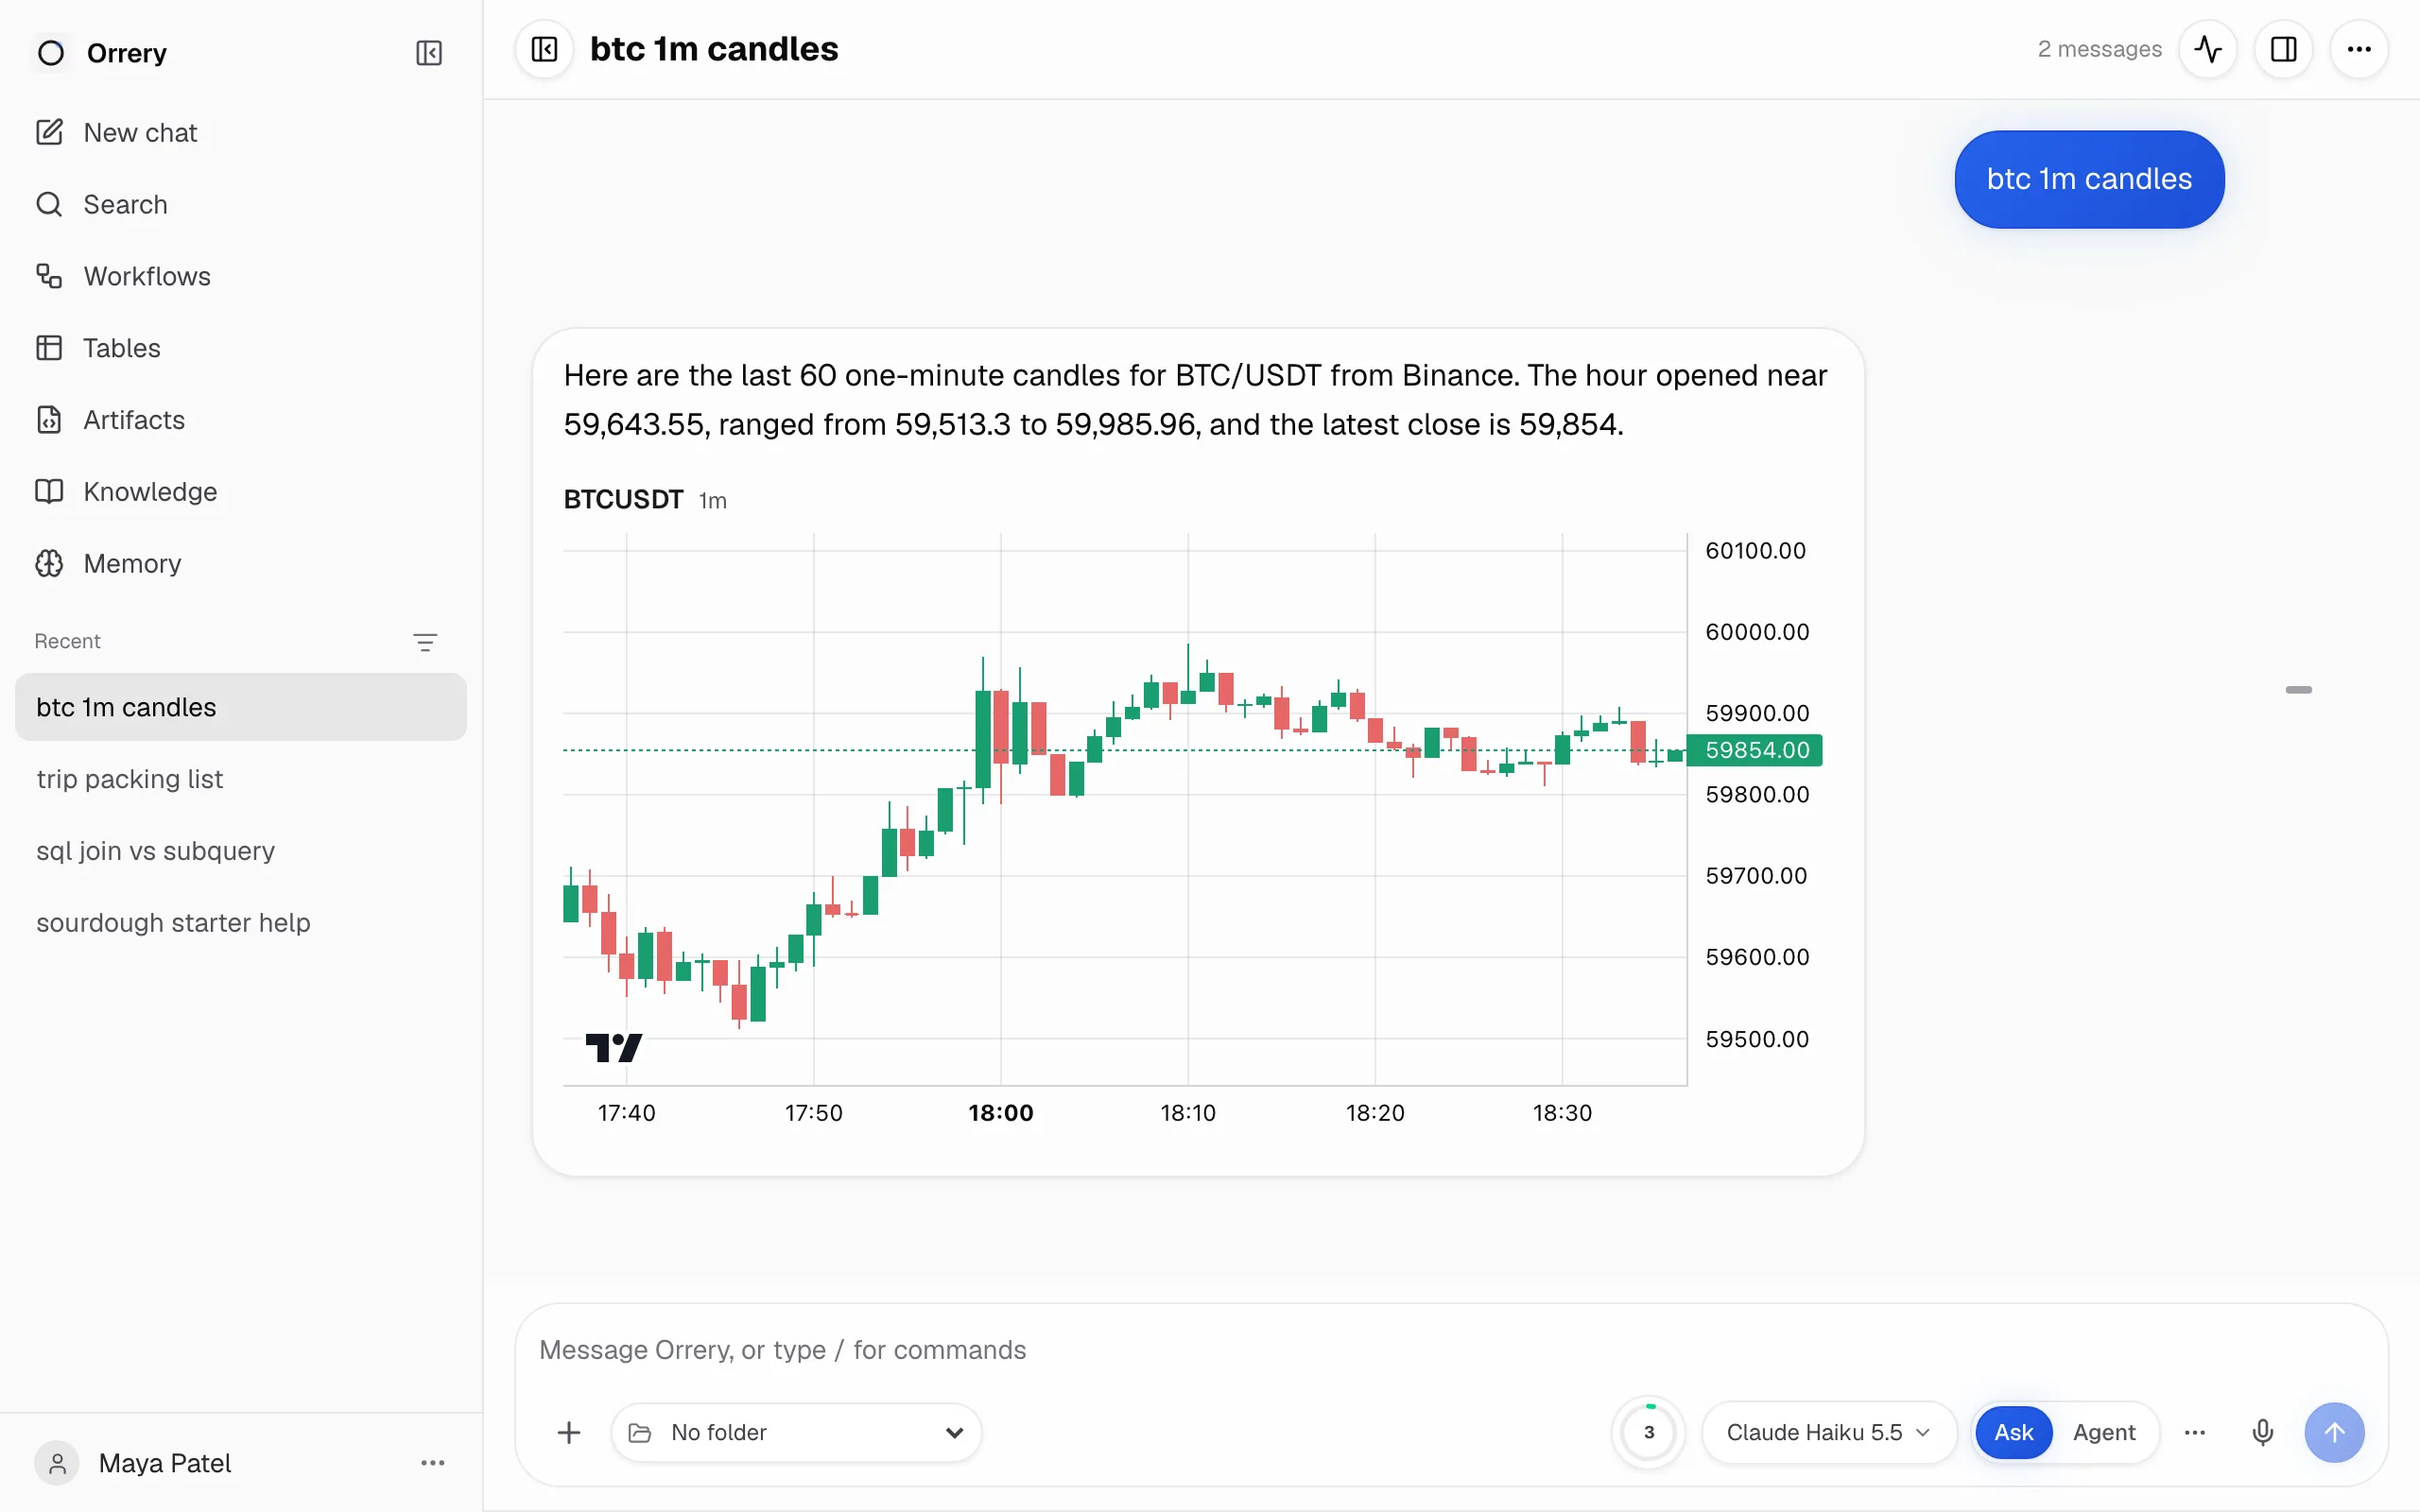 Orrery
New chat
Search
Workflows
Tables
Artifacts
Knowledge
Memory
Recent
btc 1m candles
trip packing list
sql join vs subquery
sourdough starter help
Maya Patel
btc 1m candles
2 messages
btc 1m candles
Here are the last 60 one-minute candles for BTC/USDT from Binance. The hour opened near
59,643.55, ranged from 59,513.3 to 59,985.96, and the latest close is 59,854.
BTCUSDT 1m
60100.00
60000.00
59900.00
59854.00
59800.00
59700.00
59600.00
59500.00
17:40 17:50 18:00 18:10 18:20 18:30
Message Orrery, or type / for commands
No folder
3
Claude Haiku 5.5
Ask
Agent